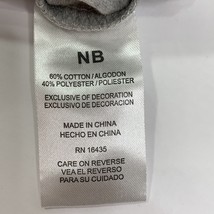 NB
60% COTTON / ALGODON
40% POLYESTER / POLIESTER
EXCLUSIVE OF DECORATION
EXCLUSIVO DE DECORACION
MADE IN CHINA
HECHO EN CHINA
RN 16435
CARE ON REVERSE
VEA EL REVERSO
PARA SU CUIDADO